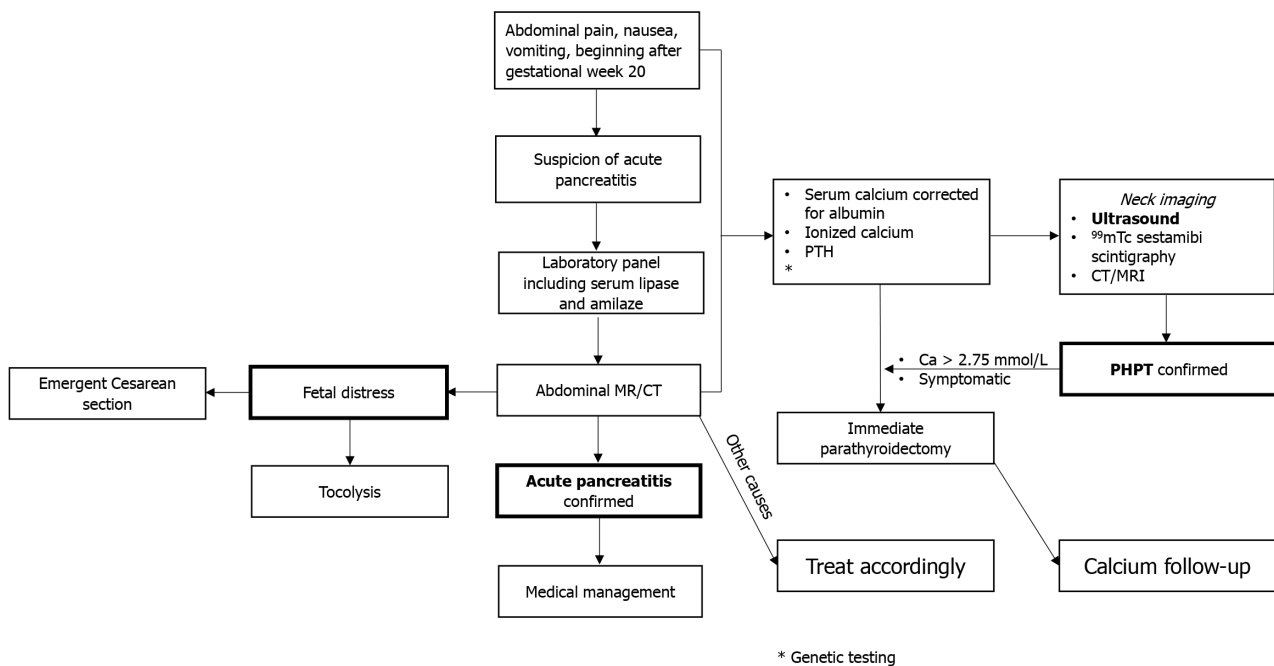 Abdominal pain, nausea,
vomiting, beginning after
gestational week 20
Suspicion of acute
pancreatitis
Laboratory panel
including serum lipase
and amilaze
Abdominal MR/CT
Fetal distress
Emergent Cesarean
section
Tocolysis
Acute pancreatitis
confirmed
Medical management
Other causes
Treat accordingly
• Serum calcium corrected
for albumin
• Ionized calcium
• PTH
*
Neck imaging
• Ultrasound
• ⁹⁹mTc sestamibi
scintigraphy
• CT/MRI
PHPT confirmed
• Ca > 2.75 mmol/L
• Symptomatic
Immediate
parathyroidectomy
Calcium follow-up
* Genetic testing